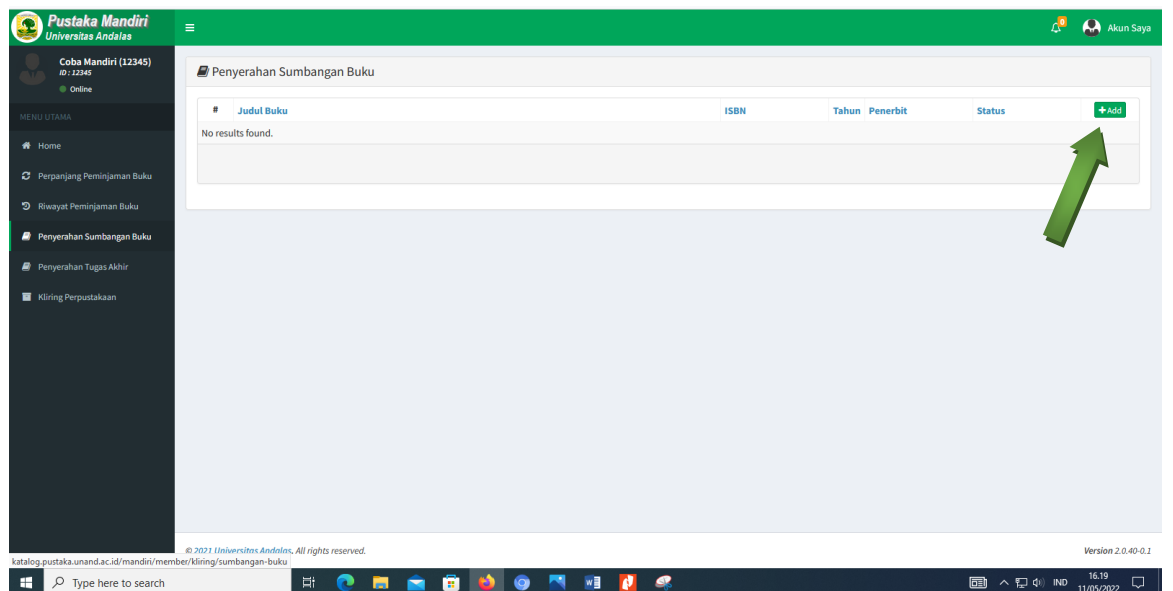 Pustaka Mandiri
Universitas Andalas
0
Akun Saya
Coba Mandiri (12345)
ID : 12345
Online
MENU UTAMA
Home
Perpanjang Peminjaman Buku
Riwayat Peminjaman Buku
Penyerahan Sumbangan Buku
Penyerahan Tugas Akhir
Kliring Perpustakaan
Penyerahan Sumbangan Buku
# Judul Buku ISBN Tahun Penerbit Status +Add
No results found.
© 2021 Universitas Andalas. All rights reserved. Version 2.0.40-0.1
katalog.pustaka.unand.ac.id/mandiri/member/kliring/sumbangan-buku
Type here to search
IND
16.19
11/05/2022